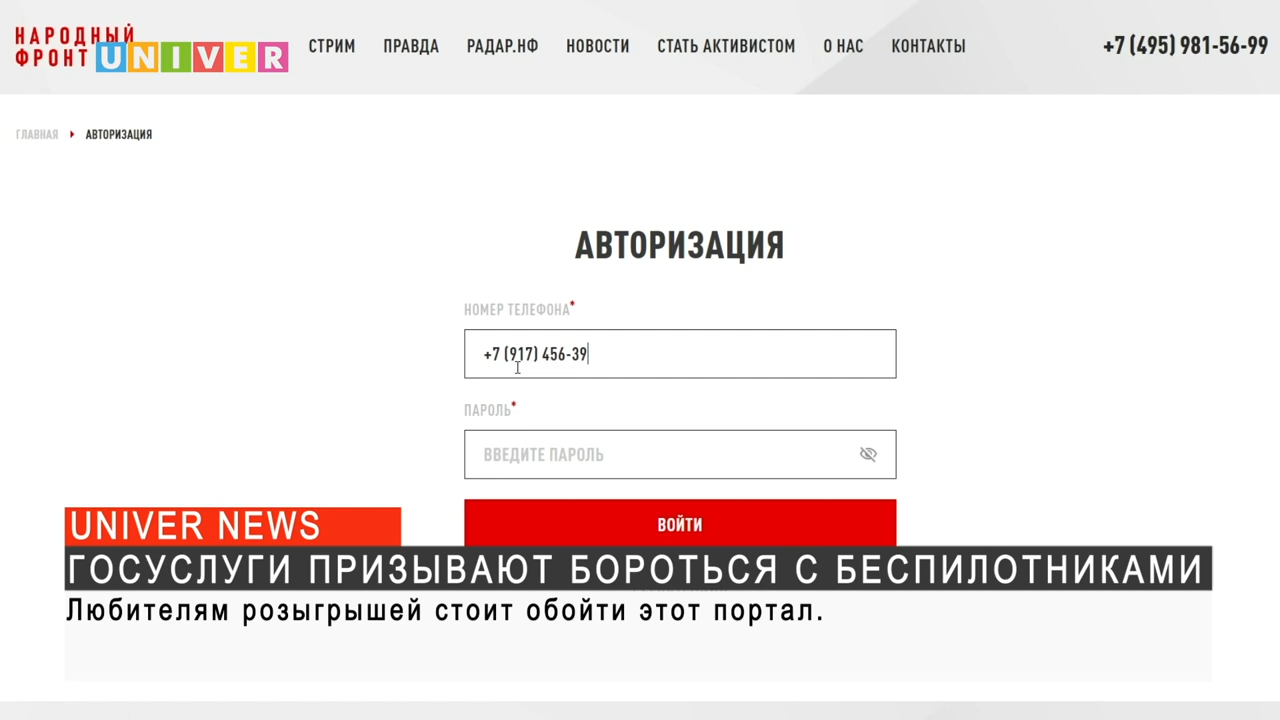 НАРОДНЫЙ
ФРОНТ
UNIVER
СТРИМ ПРАВДА РАДАР.НФ НОВОСТИ СТАТЬ АКТИВИСТОМ О НАС КОНТАКТЫ
+7 (495) 981-56-99
ГЛАВНАЯ АВТОРИЗАЦИЯ
АВТОРИЗАЦИЯ
НОМЕР ТЕЛЕФОНА*
+7 (917) 456-39
ПАРОЛЬ*
ВВЕДИТЕ ПАРОЛЬ
ВОЙТИ
UNIVER NEWS
ГОСУСЛУГИ ПРИЗЫВАЮТ БОРОТЬСЯ С БЕСПИЛОТНИКАМИ
Любителям розыгрышей стоит обойти этот портал.